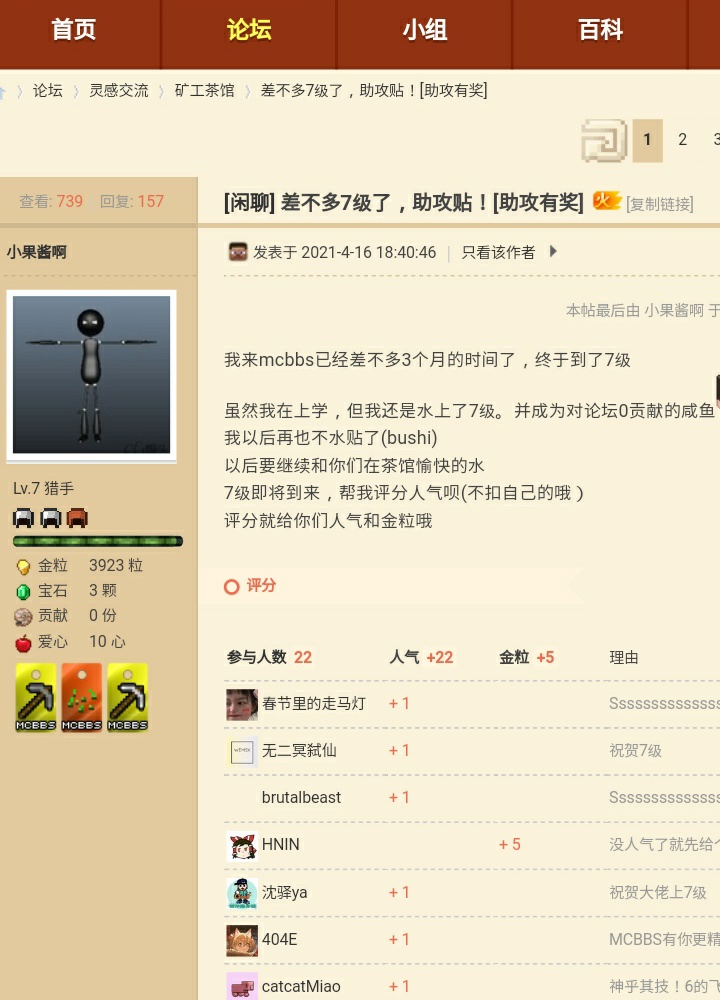 首页 论坛 小组 百科
论坛 灵感交流 矿工茶馆 差不多7级了，助攻贴！[助攻有奖]
1 2 3
查看: 739 回复: 157
[闲聊] 差不多7级了，助攻贴！[助攻有奖] 火 [复制链接]
小果酱啊
发表于 2021-4-16 18:40:46 | 只看该作者
本帖最后由 小果酱啊 于
我来mcbbs已经差不多3个月的时间了，终于到了7级
虽然我在上学，但我还是水上了7级。并成为对论坛0贡献的咸鱼
我以后再也不水贴了(bushi)
以后要继续和你们在茶馆愉快的水
7级即将到来，帮我评分人气呗(不扣自己的哦）
评分就给你们人气和金粒哦
Lv.7 猎手
金粒 3923 粒
宝石 3 颗
贡献 0 份
爱心 10 心
MCBBS MCBBS MCBBS
评分
参与人数 22 人气 +22 金粒 +5 理由
春节里的走马灯 + 1 Sssssssssssss
无二冥弑仙 + 1 祝贺7级
brutalbeast + 1 Sssssssssssss
HNIN + 5 没人气了就先给
沈驿ya + 1 祝贺大佬上7级
404E + 1 MCBBS有你更精
catcatMiao + 1 神乎其技！6的飞